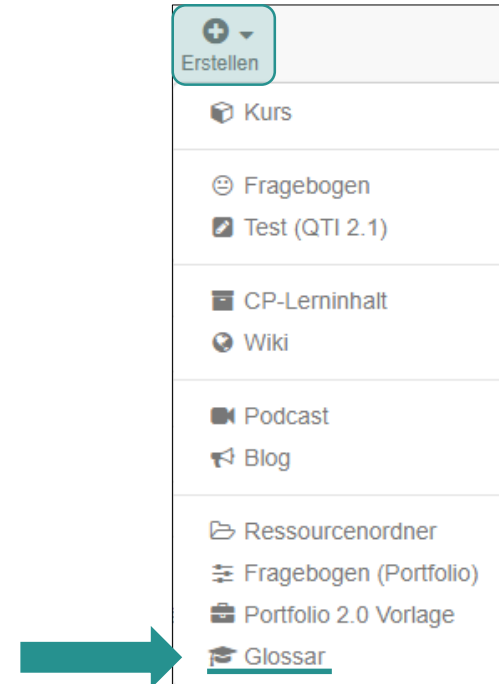 Erstellen
Kurs
Fragebogen
Test (QTI 2.1)
CP-Lerninhalt
Wiki
Podcast
Blog
Ressourcenordner
Fragebogen (Portfolio)
Portfolio 2.0 Vorlage
Glossar